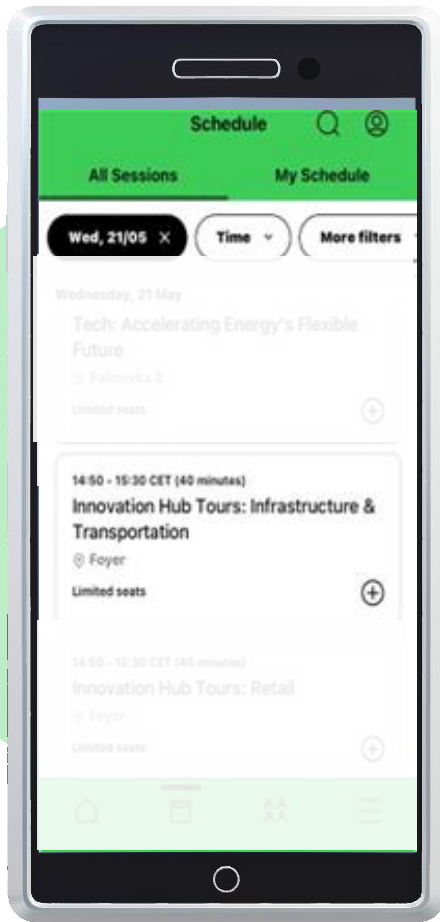 Schedule
All Sessions My Schedule
Wed, 21/05 × Time More filters
Wednesday, 21 May
Tech: Accelerating Energy's Flexible
Future
Palmovka 2
Limited seats
14:50 - 15:30 CET (40 minutes)
Innovation Hub Tours: Infrastructure &
Transportation
Foyer
Limited seats
14:50 - 15:30 CET (40 minutes)
Innovation Hub Tours: Retail
Foyer
Limited seats